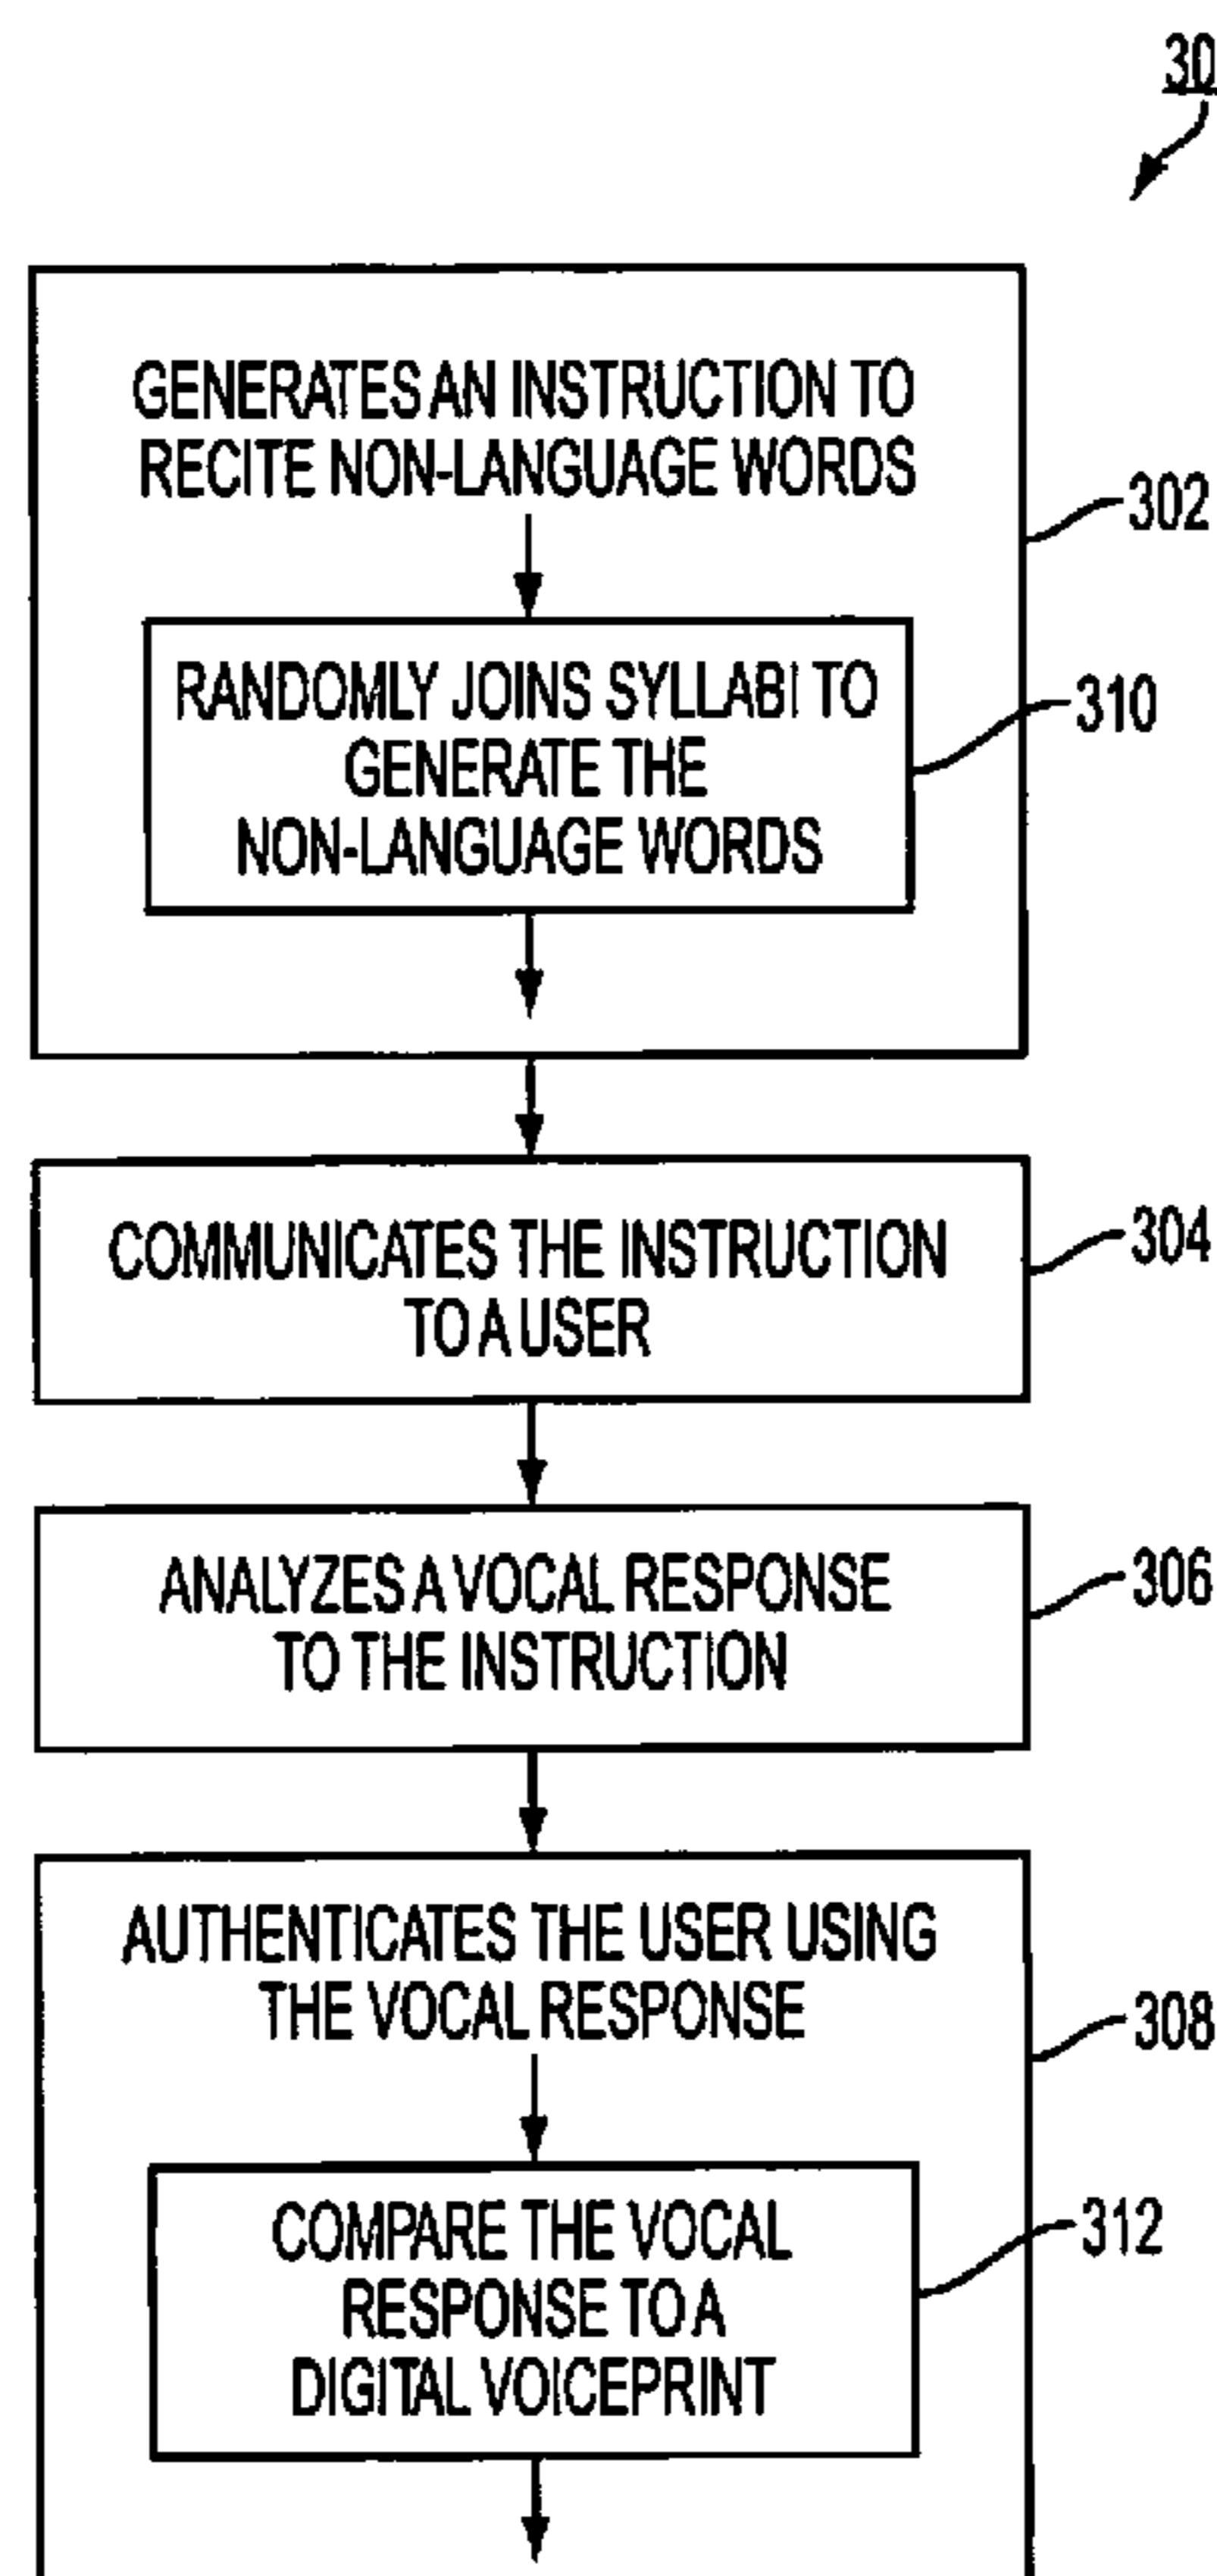 30
GENERATES AN INSTRUCTION TO
RECITE NON-LANGUAGE WORDS
302
RANDOMLY JOINS SYLLABI TO
GENERATE THE
NON-LANGUAGE WORDS
310
COMMUNICATES THE INSTRUCTION
TO A USER
304
ANALYZES A VOCAL RESPONSE
TO THE INSTRUCTION
306
AUTHENTICATES THE USER USING
THE VOCAL RESPONSE
308
COMPARE THE VOCAL
RESPONSE TO A
DIGITAL VOICEPRINT
312